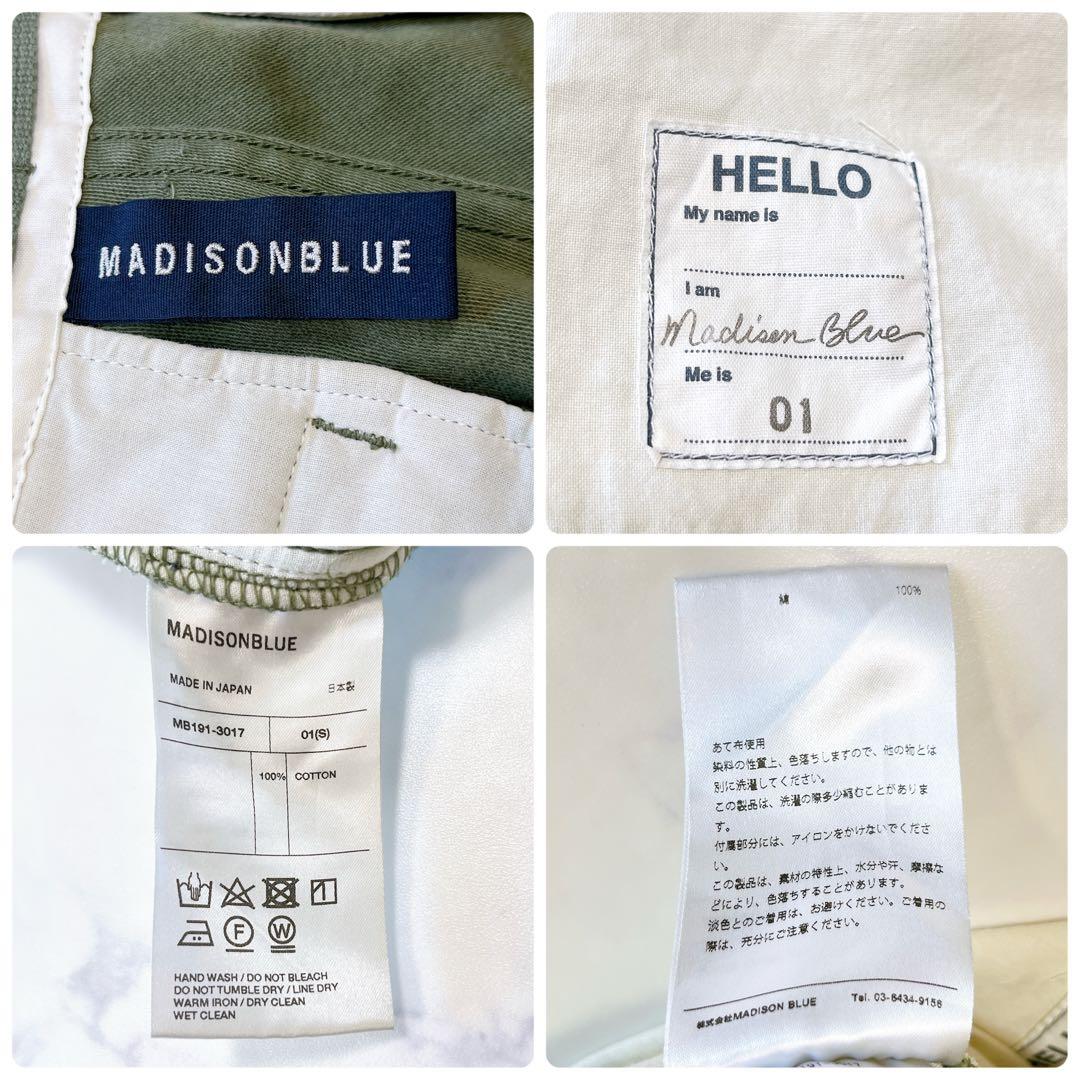 MADISONBLUE
HELLO
My name is
I am
Madison Blue
Me is
01
MADISONBLUE
MADE IN JAPAN 日本製
MB191-3017 01(S)
100% COTTON
F W
HAND WASH / DO NOT BLEACH
DO NOT TUMBLE DRY / LINE DRY
WARM IRON / DRY CLEAN
WET CLEAN
綿 100%
あて布使用
染料の性質上、色落ちしますので、他の物とは
別に洗濯してください。
この製品は、洗濯の際多少縮むことがありま
す。
付属部分には、アイロンをかけないでくださ
い。
この製品は、素材の特性上、水分や汗、摩擦な
どにより、色落ちすることがあります。
淡色とのご着用は、お避けください。ご着用の
際は、充分にご注意ください。
株式会社MADISON BLUE Tel. 03-6434-9156